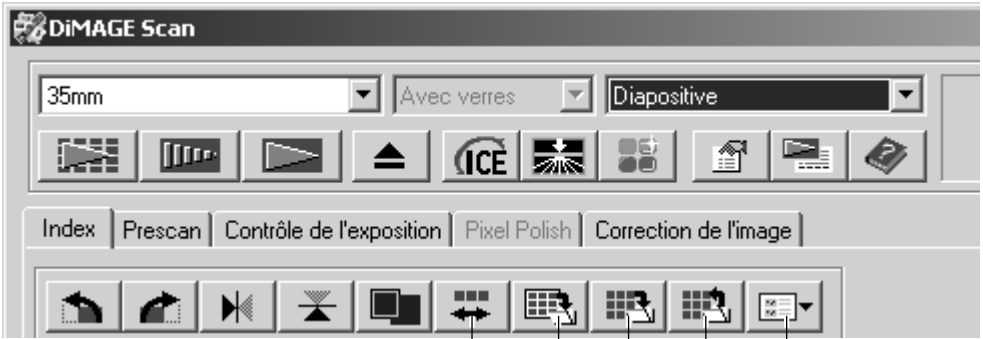 DiMAGE Scan
35mm Avec verres Diapositive
ICE
Index Prescan Contrôle de l'exposition Pixel Polish Correction de l'image